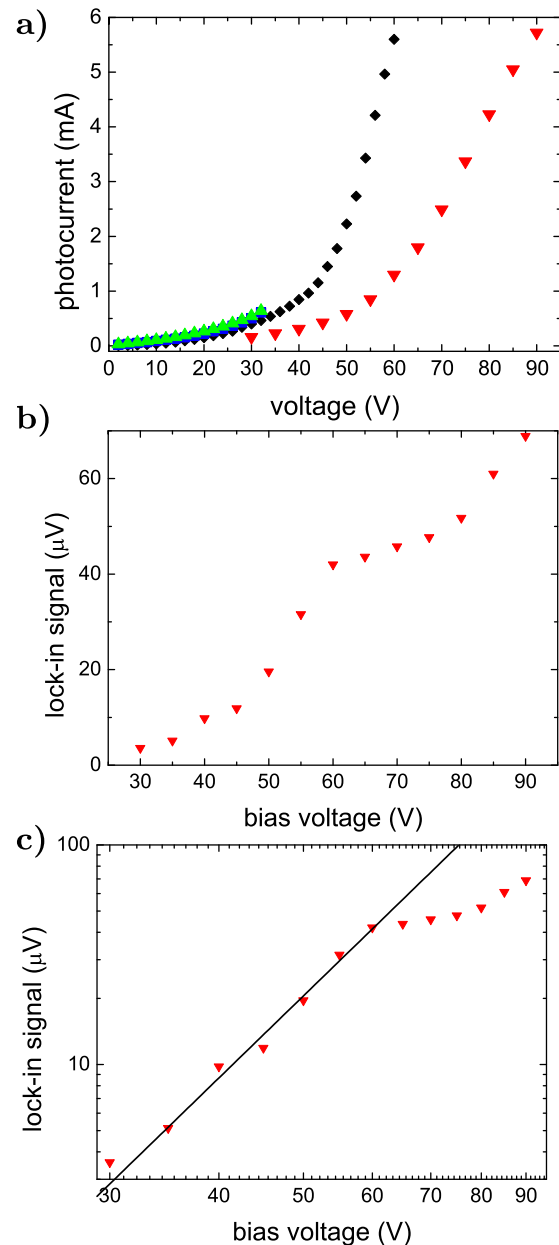 a)
6
5
4
3
2
1
0
photocurrent (mA)
0 10 20 30 40 50 60 70 80 90
voltage (V)
b)
60
40
20
0
lock-in signal (μV)
30 40 50 60 70 80 90
bias voltage (V)
c)
100
10
lock-in signal (μV)
30 40 50 60 70 80 90
bias voltage (V)